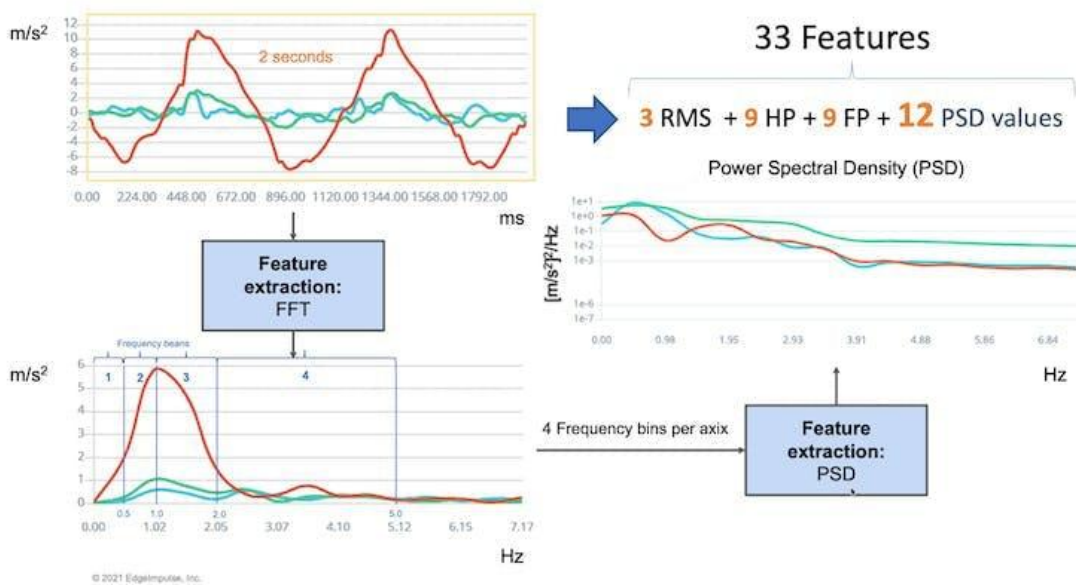 m/s²
12
10
8
6
4
2
0
-2
-4
-6
-8
2 seconds
0.00 224.00 448.00 672.00 896.00 1120.00 1344.00 1568.00 1792.00
ms
33 Features
3 RMS + 9 HP + 9 FP + 12 PSD values
Power Spectral Density (PSD)
[m/s²]²/Hz
1e+1
1e+0
1e-1
1e-2
1e-3
1e-6
1e-7
0.00 0.98 1.95 2.93 3.91 4.88 5.86 6.84
Hz
Feature
extraction:
FFT
Frequency beans
m/s²
1 2 3 4
6
5
4
3
2
1
0
0.5 1.0 2.0 5.0
0.00 1.02 2.05 3.07 4.10 5.12 6.15 7.17
Hz
4 Frequency bins per axix
Feature
extraction:
PSD
© 2021 EdgeImpulse, Inc.